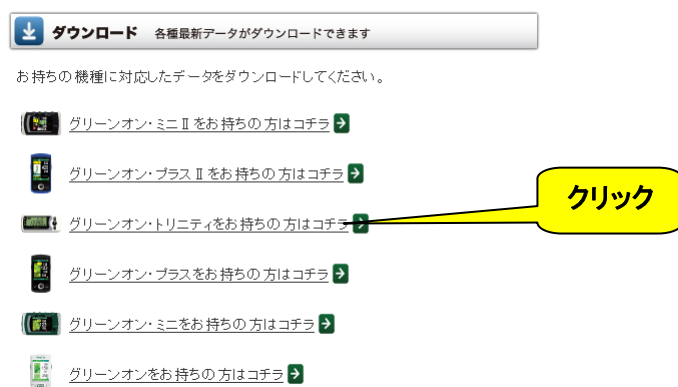 ダウンロード 各種最新データがダウンロードできます
お持ちの機種に対応したデータをダウンロードしてください。
グリーンオン・ミニⅡをお持ちの方はコチラ
グリーンオン・プラスⅡをお持ちの方はコチラ
グリーンオン・トリニティをお持ちの方はコチラ
クリック
グリーンオン・プラスをお持ちの方はコチラ
グリーンオン・ミニをお持ちの方はコチラ
グリーンオンをお持ちの方はコチラ